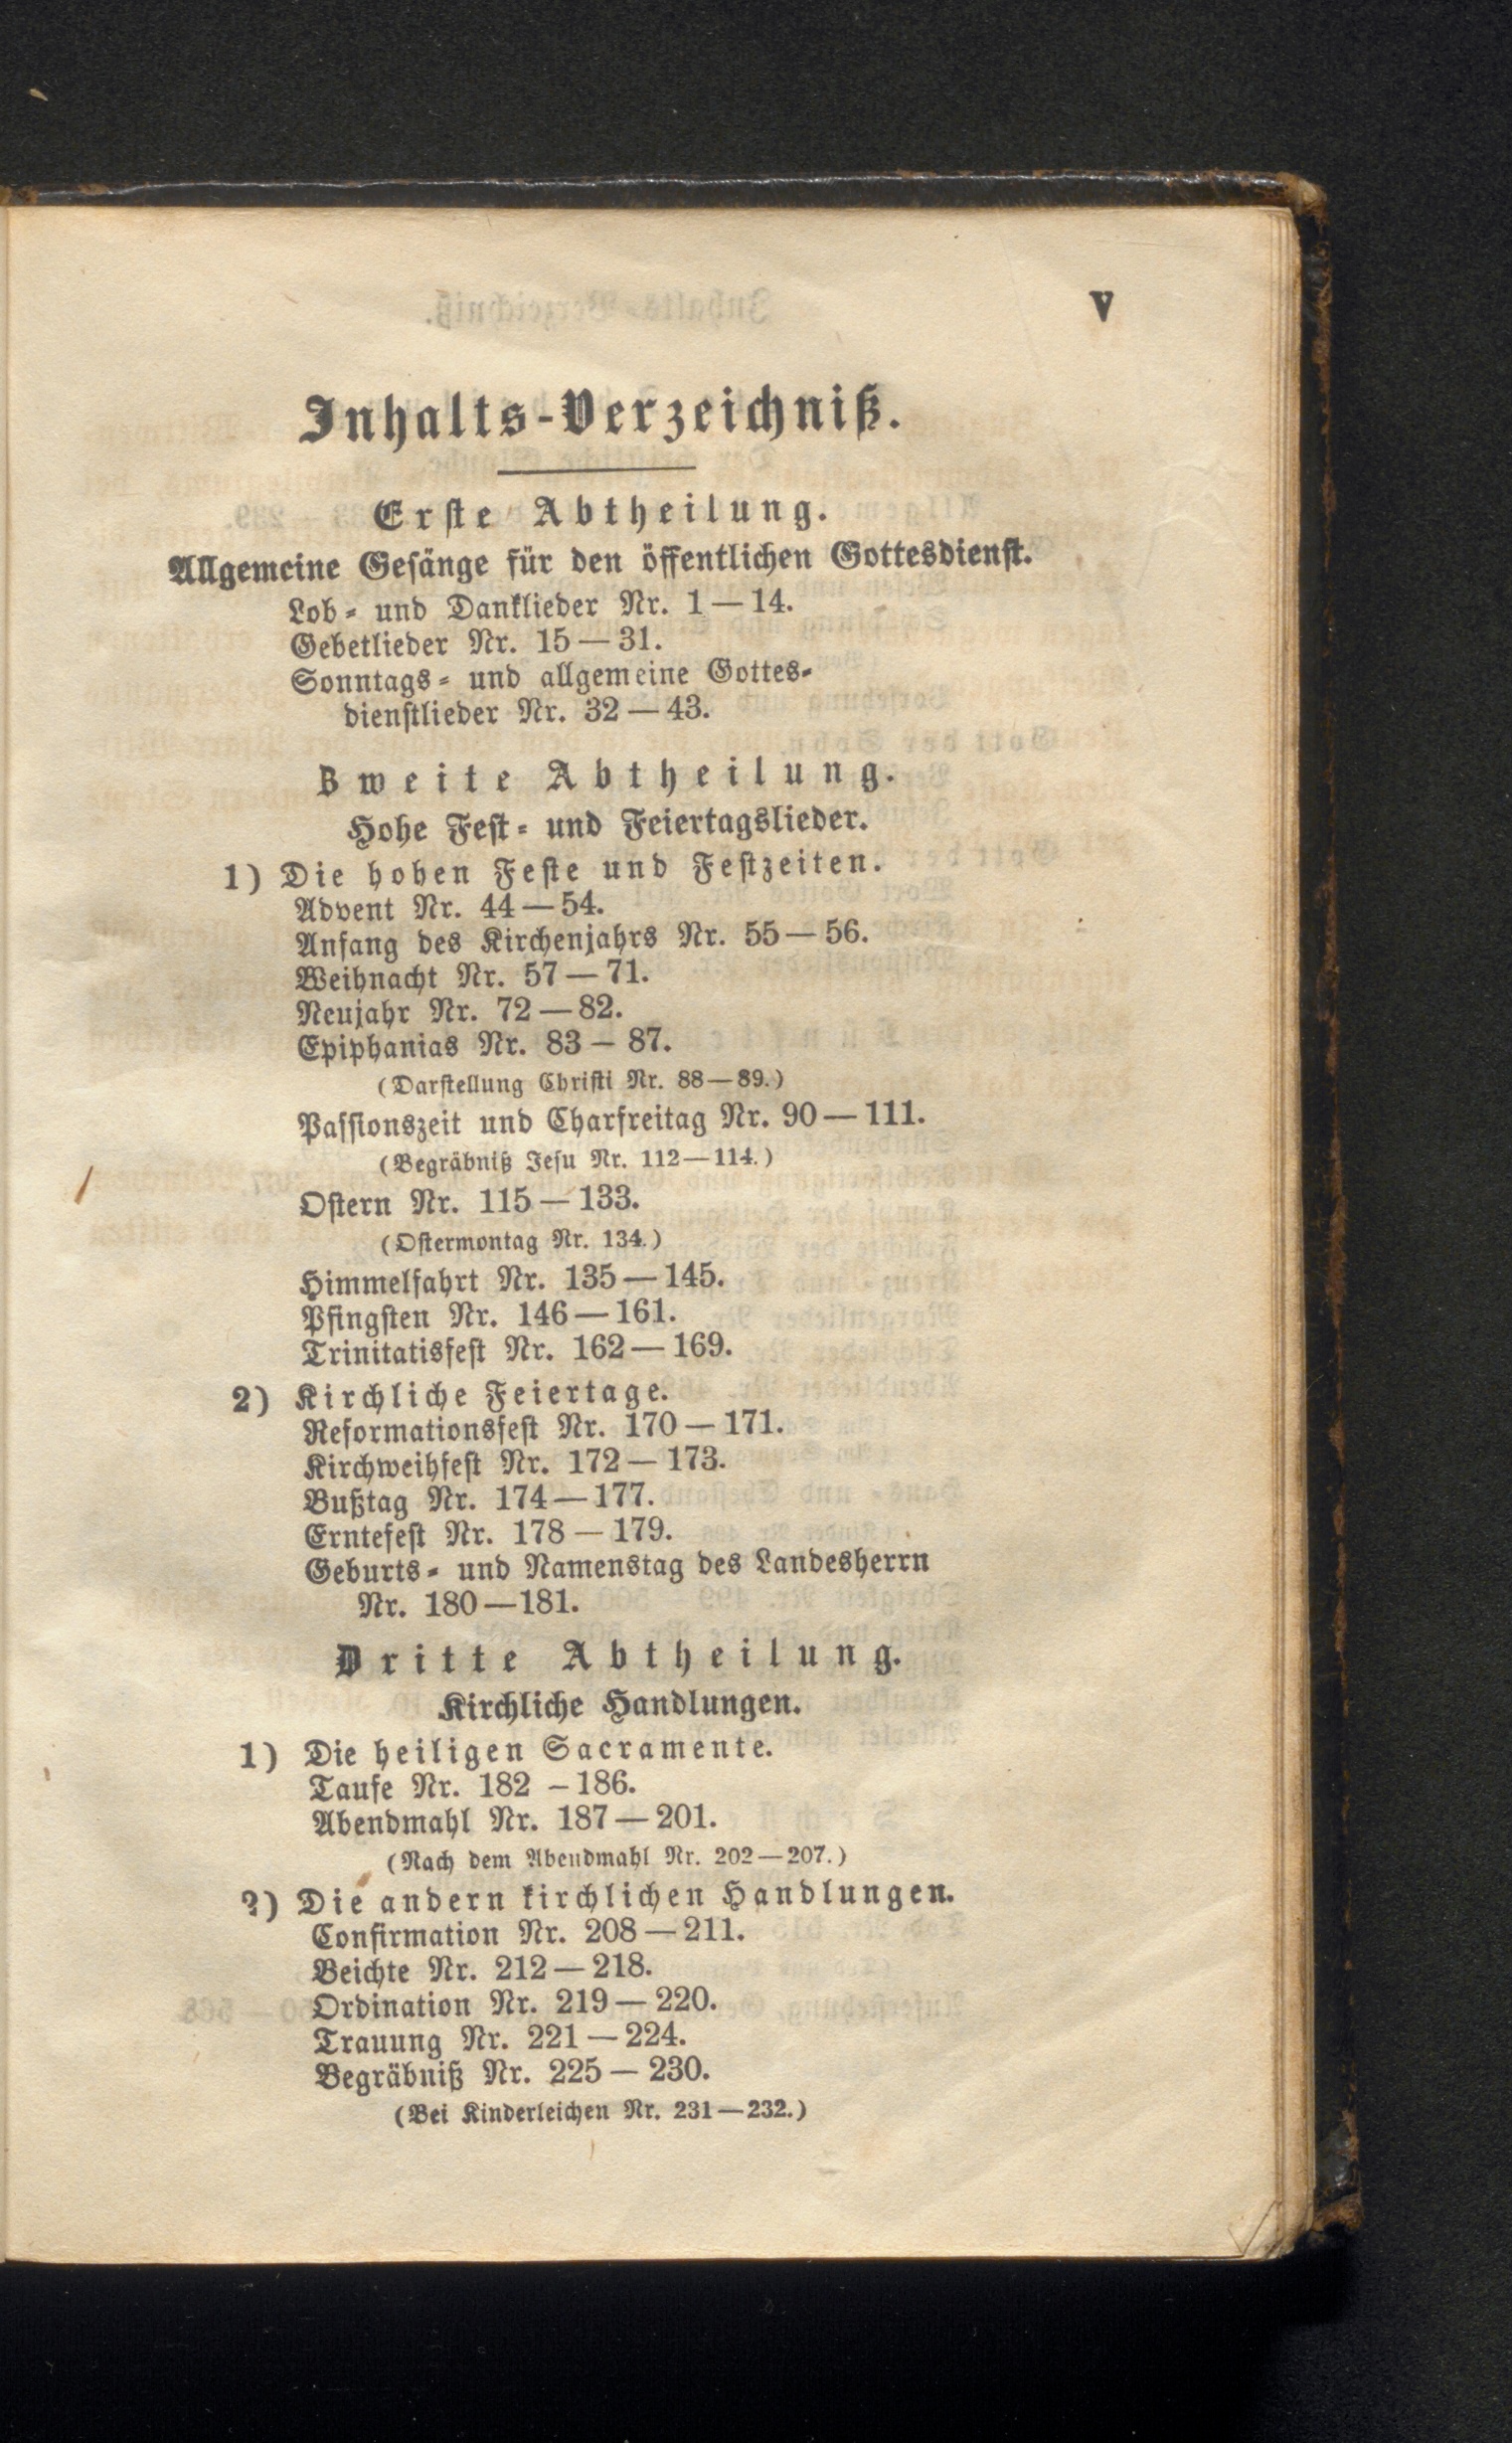 V
Inhalts-Verzeichniß.
Erste Abtheilung.
Allgemeine Gesänge für den öffentlichen Gottesdienst.
Lob- und Danklieder Nr. 1—14.
Gebetlieder Nr. 15—31.
Sonntags- und allgemeine Gottes-
dienstlieder Nr. 32—43.
Zweite Abtheilung.
Hohe Fest- und Feiertagslieder.
1) Die hohen Feste und Festzeiten.
Advent Nr. 44—54.
Anfang des Kirchenjahrs Nr. 55—56.
Weihnacht Nr. 57—71.
Neujahr Nr. 72—82.
Epiphanias Nr. 83—87.
(Darstellung Christi Nr. 88—89.)
Passionszeit und Charfreitag Nr. 90—111.
(Begräbniß Jesu Nr. 112—114.)
Ostern Nr. 115—133.
(Ostermontag Nr. 134.)
Himmelfahrt Nr. 135—145.
Pfingsten Nr. 146—161.
Trinitatisfest Nr. 162—169.
2) Kirchliche Feiertage.
Reformationsfest Nr. 170—171.
Kirchweihfest Nr. 172—173.
Bußtag Nr. 174—177.
Erntefest Nr. 178—179.
Geburts- und Namenstag des Landesherrn
Nr. 180—181.
Dritte Abtheilung.
Kirchliche Handlungen.
1) Die heiligen Sacramente.
Taufe Nr. 182—186.
Abendmahl Nr. 187—201.
(Nach dem Abendmahl Nr. 202—207.)
2) Die andern kirchlichen Handlungen.
Confirmation Nr. 208—211.
Beichte Nr. 212—218.
Ordination Nr. 219—220.
Trauung Nr. 221—224.
Begräbniß Nr. 225—230.
(Bei Kinderleichen Nr. 231—232.)